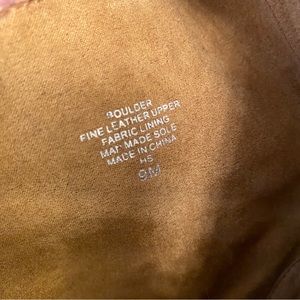 BOULDER
FINE LEATHER UPPER
FABRIC LINING
MAN MADE SOLE
MADE IN CHINA
HS
9M